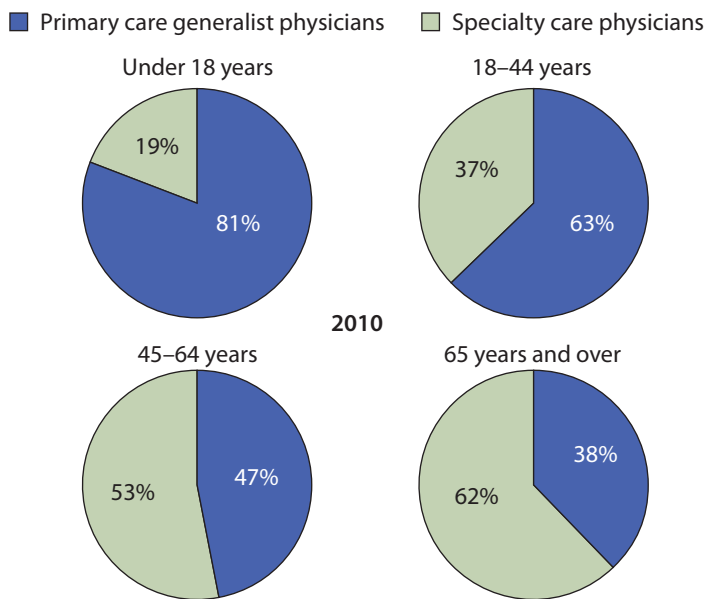 Primary care generalist physicians Specialty care physicians
Under 18 years 18–44 years
19% 37%
81% 63%
2010
45–64 years 65 years and over
38%
53% 47% 62%